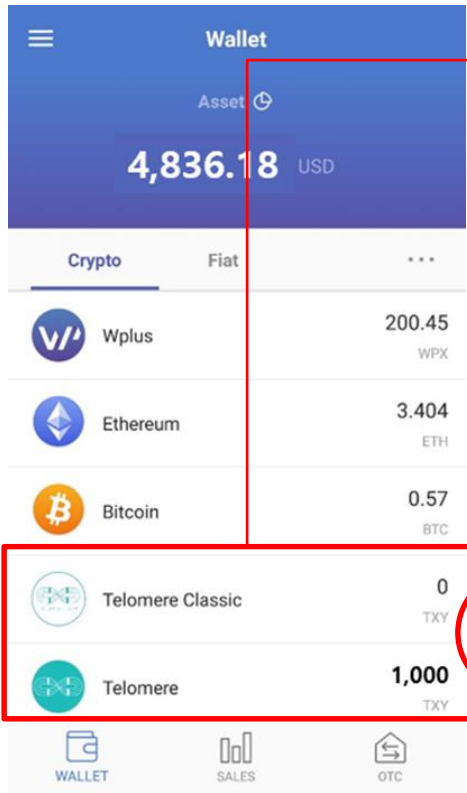 Wallet
Asset
4,836.18 USD
Crypto Fiat ...
Wplus 200.45
WPX
Ethereum 3.404
ETH
Bitcoin 0.57
BTC
Telomere Classic 0
TXY
Telomere 1,000
TXY
WALLET SALES OTC